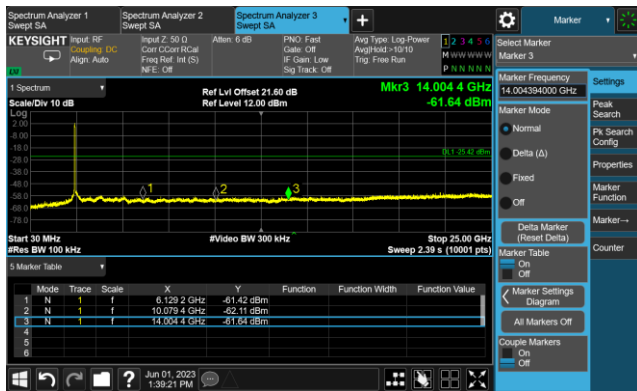 Spectrum Analyzer 1
Swept SA
Spectrum Analyzer 2
Swept SA
Spectrum Analyzer 3
Swept SA
Marker
KEYSIGHT
Input: RF
Coupling: DC
Align: Auto
Input Z: 50 Ω
Corr CCorr RCal
Freq Ref: Int (S)
NFE: Off
Atten: 6 dB
PNO: Fast
Gate: Off
IF Gain: Low
Sig Track: Off
Avg Type: Log-Power
Avg|Hold:>10/10
Trig: Free Run
1 2 3 4 5 6
M W W W W W
P N N N N N
LXI
Select Marker
Marker 3
1 Spectrum
Scale/Div 10 dB
Log
Ref Lvl Offset 21.60 dB
Ref Level 12.00 dBm
Mkr3 14.004 4 GHz
-61.64 dBm
2.00
-8.00
-18.0
-28.0
-38.0
-48.0
-58.0
-68.0
-78.0
DL1 -25.42 dBm
1
2
3
Start 30 MHz
#Res BW 100 kHz
#Video BW 300 kHz
Stop 25.00 GHz
Sweep 2.39 s (10001 pts)
5 Marker Table
Mode Trace Scale X Y Function Function Width Function Value
1 N 1 f 6.129 2 GHz -61.42 dBm
2 N 1 f 10.079 4 GHz -62.11 dBm
3 N 1 f 14.004 4 GHz -61.64 dBm
4
5
6
Marker Frequency
14.004394000 GHz
Marker Mode
Normal
Delta (Δ)
Fixed
Off
Delta Marker
(Reset Delta)
Marker Table
On
Off
Marker Settings
Diagram
All Markers Off
Couple Markers
On
Off
Settings
Peak
Search
Pk Search
Config
Properties
Marker
Function
Marker→
Counter
?
Jun 01, 2023
1:39:21 PM